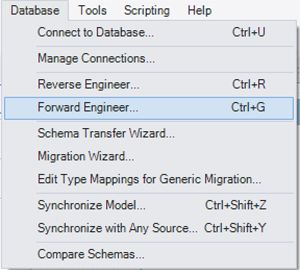 Database Tools Scripting Help
Connect to Database... Ctrl+U
Manage Connections...
Reverse Engineer... Ctrl+R
Forward Engineer... Ctrl+G
Schema Transfer Wizard...
Migration Wizard...
Edit Type Mappings for Generic Migration...
Synchronize Model... Ctrl+Shift+Z
Synchronize with Any Source... Ctrl+Shift+Y
Compare Schemas...